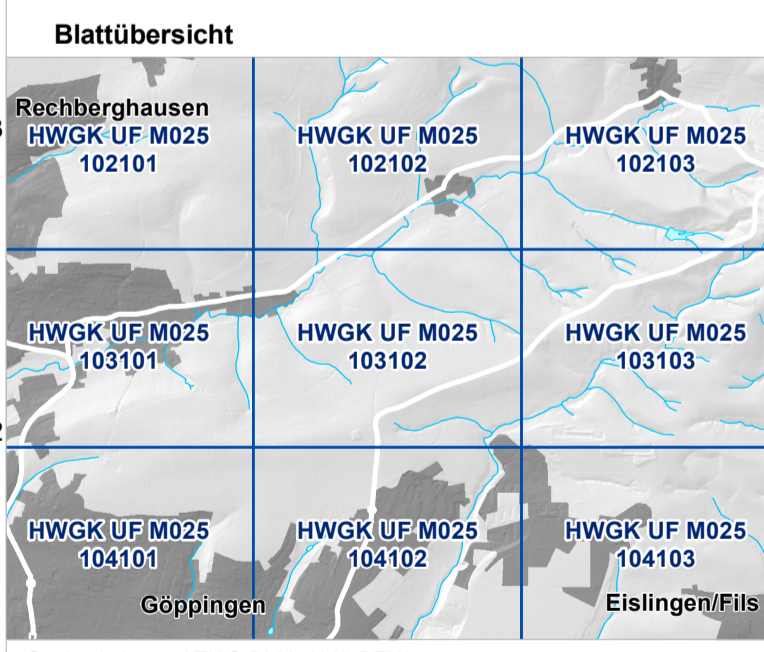 Blattübersicht
Rechberghausen
HWGK UF M025
102101
HWGK UF M025
102102
HWGK UF M025
102103
HWGK UF M025
103101
HWGK UF M025
103102
HWGK UF M025
103103
HWGK UF M025
104101
HWGK UF M025
104102
HWGK UF M025
104103
Göppingen
Eislingen/Fils